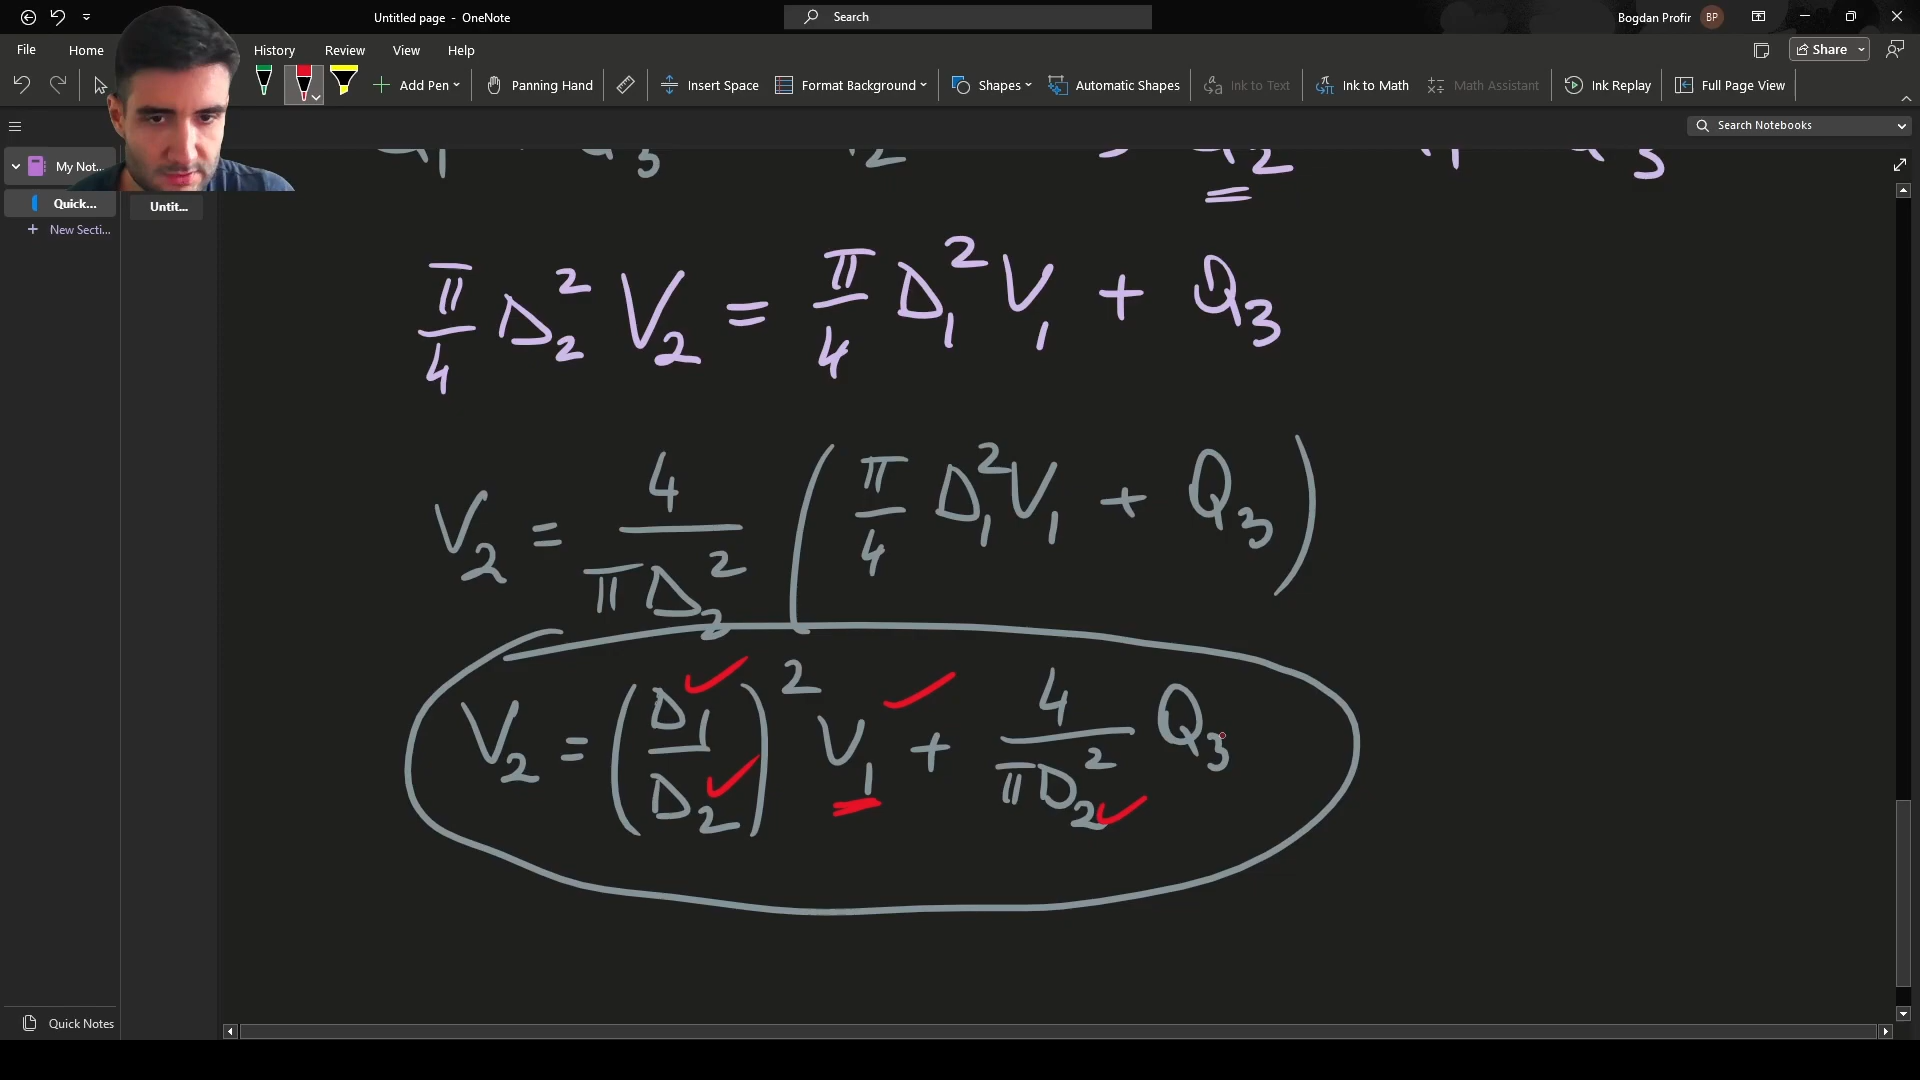 Untitled page - OneNote
Search
Bogdan Profir BP
File Home History Review View Help
Share
Add Pen Panning Hand Insert Space Format Background Shapes Automatic Shapes Ink to Text Ink to Math Math Assistant Ink Replay Full Page View
Search Notebooks
My Not...
Quick...
Untit...
+ New Secti...
π/4 D₂² V₂ = π/4 D₁² V₁ + Q₃
V₂ = 4/(πD₂²) (π/4 D₁² V₁ + Q₃)
V₂ = (D₁/D₂)² V₁ + 4/(πD₂²) Q₃
Quick Notes